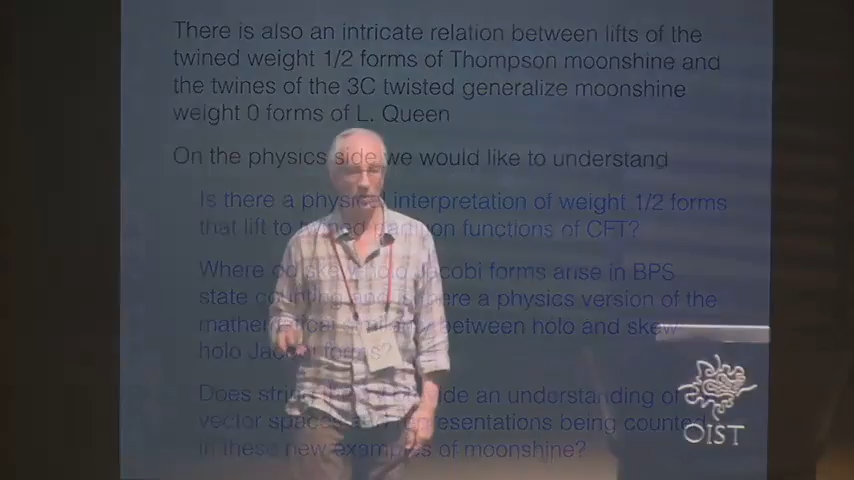 There is also an intricate relation between lifts of the
twined weight 1/2 forms of Thompson moonshine and
the twines of the 3C twisted generalize moonshine
weight 0 forms of L. Queen
On the physics side we would like to understand
Is there a physical interpretation of weight 1/2 forms
that lift to twined functions of CFT?
Where do Jacobi forms arise in BPS
state counting and is there a physics version of the
mathematical similarity between holo and skew
holo Jacobi forms?
Does string an understanding of
vector spaces representations being counted
in these new examples of moonshine?
OIST